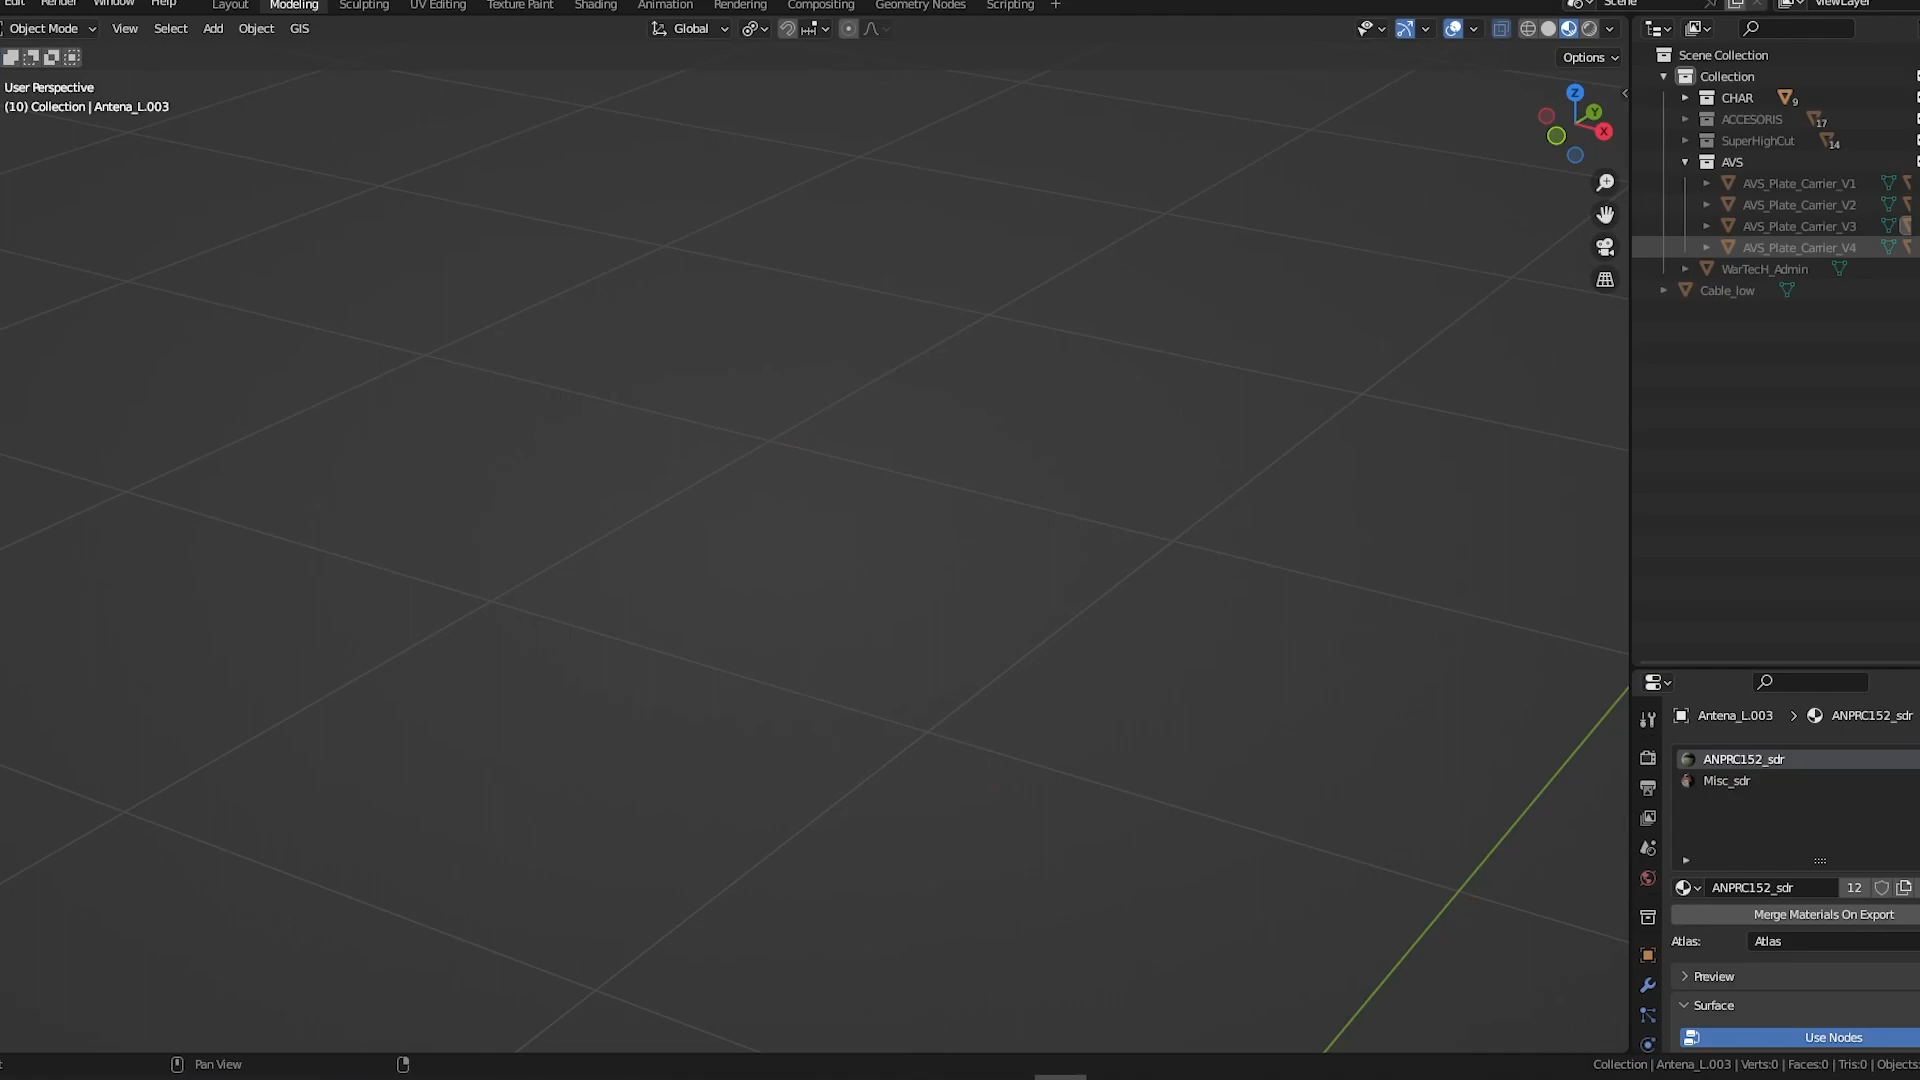 Edit Render Window Help Layout Modeling Sculpting UV Editing Texture Paint Shading Animation Rendering Compositing Geometry Nodes Scripting + Scene ViewLayer
Object Mode View Select Add Object GIS Global
Options
User Perspective
(10) Collection | Antena_L.003
Z
Y
X
Scene Collection
Collection
CHAR 9
ACCESORIS 17
SuperHighCut 14
AVS
AVS_Plate_Carrier_V1
AVS_Plate_Carrier_V2
AVS_Plate_Carrier_V3
AVS_Plate_Carrier_V4
WarTecH_Admin
Cable_low
Antena_L.003 > ANPRC152_sdr
ANPRC152_sdr
Misc_sdr
ANPRC152_sdr 12
Merge Materials On Export
Atlas: Atlas
Preview
Surface
Use Nodes
Pan View
Collection | Antena_L.003 | Verts:0 | Faces:0 | Tris:0 | Objects: